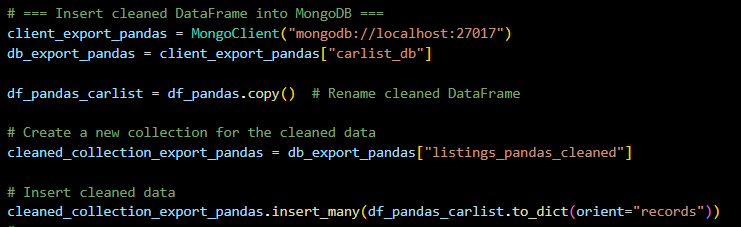 # === Insert cleaned DataFrame into MongoDB ===
client_export_pandas = MongoClient("mongodb://localhost:27017")
db_export_pandas = client_export_pandas["carlist_db"]
df_pandas_carlist = df_pandas.copy()  # Rename cleaned DataFrame
# Create a new collection for the cleaned data
cleaned_collection_export_pandas = db_export_pandas["listings_pandas_cleaned"]
# Insert cleaned data
cleaned_collection_export_pandas.insert_many(df_pandas_carlist.to_dict(orient="records"))